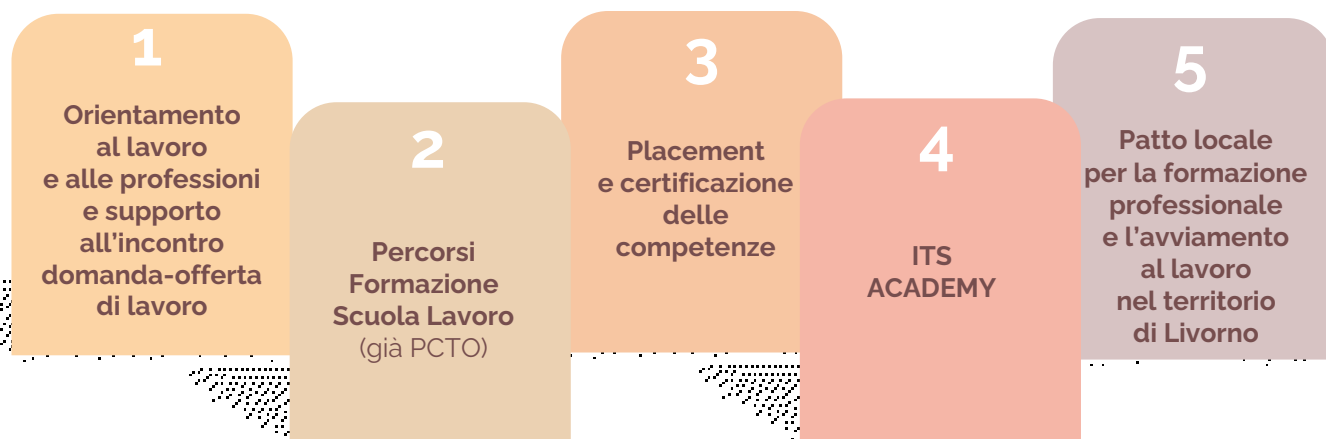 1
Orientamento
al lavoro
e alle professioni
e supporto
all'incontro
domanda-offerta
di lavoro
2
Percorsi
Formazione
Scuola Lavoro
(già PCTO)
3
Placement
e certificazione
delle
competenze
4
ITS
ACADEMY
5
Patto locale
per la formazione
professionale
e l'avviamento
al lavoro
nel territorio
di Livorno